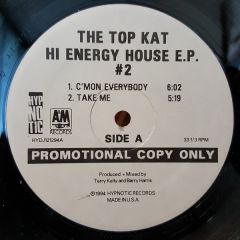 THE TOP KAT
HI ENERGY HOUSE E.P.
#2
1. C'MON EVERYBODY 6:02
2. TAKE ME 5:19
HYPNOTIC
A&M
RECORDS
HYDJ21294A
SIDE A
33 1/3 RPM
PROMOTIONAL COPY ONLY
Produced + Mixed by
Terry Kelly and Barry Harris
©1994 HYPNOTIC RECORDS
MADE IN U.S.A.